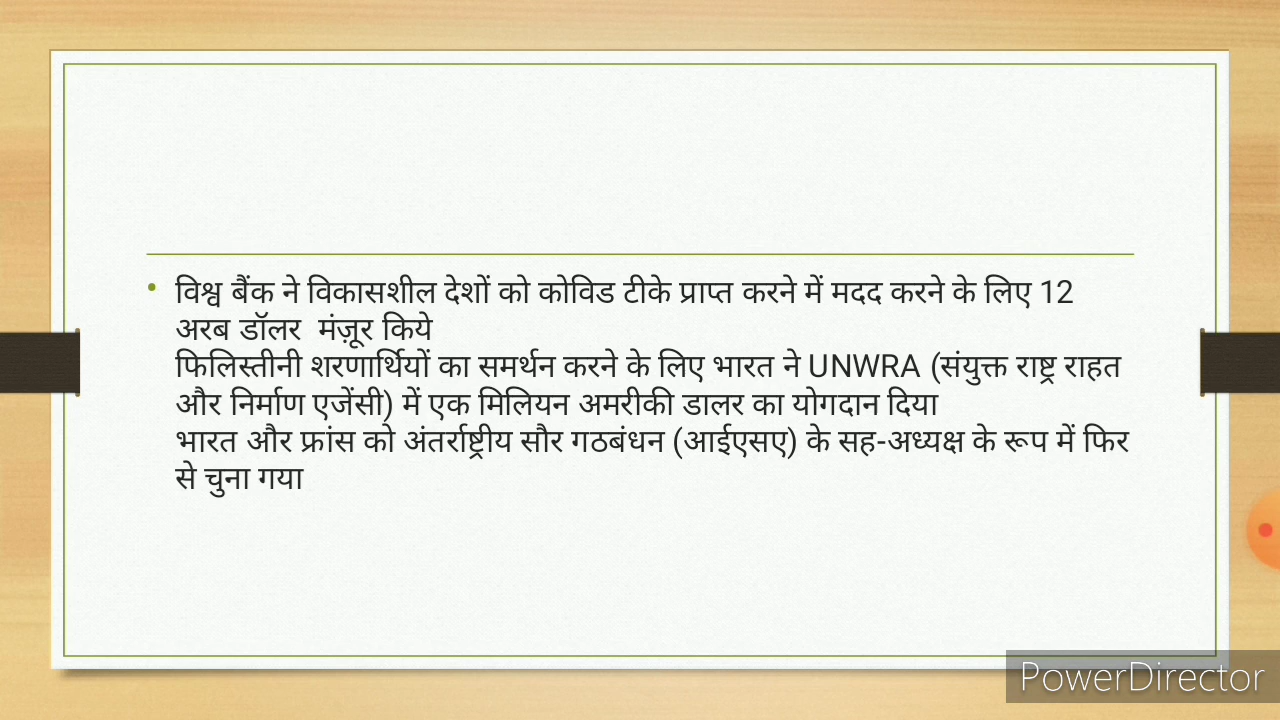 • विश्व बैंक ने विकासशील देशों को कोविड टीके प्राप्त करने में मदद करने के लिए 12
अरब डॉलर  मंज़ूर किये
फिलिस्तीनी शरणार्थियों का समर्थन करने के लिए भारत ने UNWRA (संयुक्त राष्ट्र राहत
और निर्माण एजेंसी) में एक मिलियन अमरीकी डालर का योगदान दिया
भारत और फ्रांस को अंतर्राष्ट्रीय सौर गठबंधन (आईएसए) के सह-अध्यक्ष के रूप में फिर
से चुना गया
PowerDirector